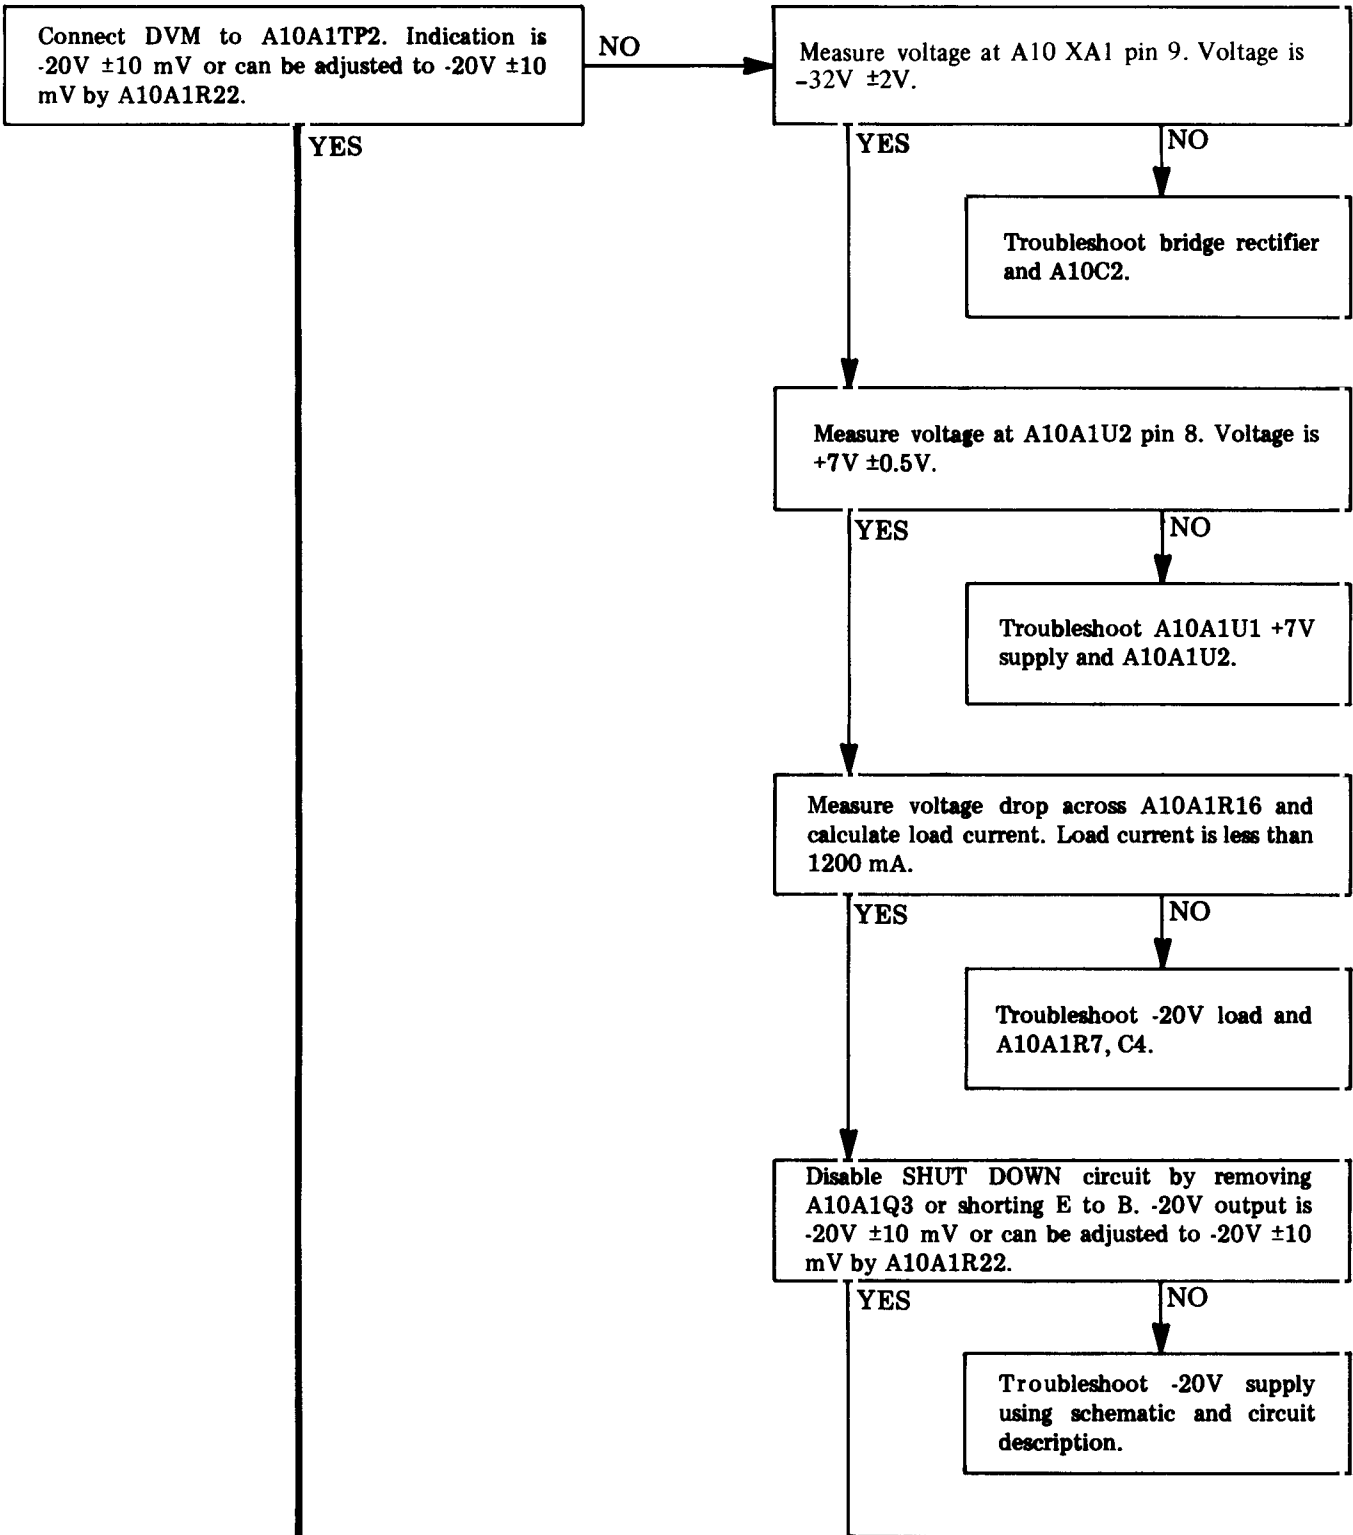 Connect DVM to A10A1TP2. Indication is
-20V ±10 mV or can be adjusted to -20V ±10
mV by A10A1R22.
NO
Measure voltage at A10 XA1 pin 9. Voltage is
–32V ±2V.
YES
YES
NO
Troubleshoot bridge rectifier
and A10C2.
Measure voltage at A10A1U2 pin 8. Voltage is
+7V ±0.5V.
YES
NO
Troubleshoot A10A1U1 +7V
supply and A10A1U2.
Measure voltage drop across A10A1R16 and
calculate load current. Load current is less than
1200 mA.
YES
NO
Troubleshoot -20V load and
A10A1R7, C4.
Disable SHUT DOWN circuit by removing
A10A1Q3 or shorting E to B. -20V output is
-20V ±10 mV or can be adjusted to -20V ±10
mV by A10A1R22.
YES
NO
Troubleshoot -20V supply
using schematic and circuit
description.